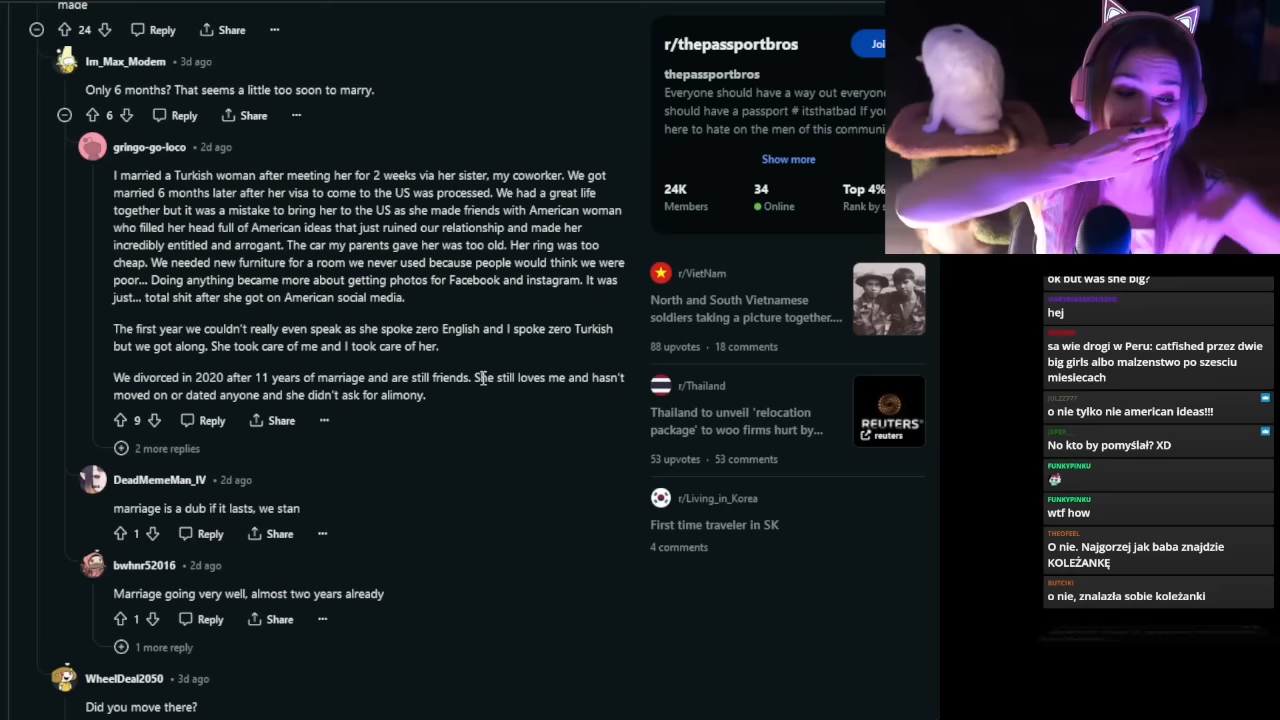 made
24 Reply Share
Im_Max_Modem • 3d ago
Only 6 months? That seems a little too soon to marry.
6 Reply Share
gringo-go-loco • 2d ago
I married a Turkish woman after meeting her for 2 weeks via her sister, my coworker. We got
married 6 months later after her visa to come to the US was processed. We had a great life
together but it was a mistake to bring her to the US as she made friends with American woman
who filled her head full of American ideas that just ruined our relationship and made her
incredibly entitled and arrogant. The car my parents gave her was too old. Her ring was too
cheap. We needed new furniture for a room we never used because people would think we were
poor... Doing anything became more about getting photos for Facebook and instagram. It was
just... total shit after she got on American social media.
The first year we couldn't really even speak as she spoke zero English and I spoke zero Turkish
but we got along. She took care of me and I took care of her.
We divorced in 2020 after 11 years of marriage and are still friends. She still loves me and hasn't
moved on or dated anyone and she didn't ask for alimony.
9 Reply Share
2 more replies
DeadMemeMan_IV • 2d ago
marriage is a dub if it lasts, we stan
1 Reply Share
bwhnr52016 • 2d ago
Marriage going very well, almost two years already
1 Reply Share
1 more reply
WheelDeal2050 • 3d ago
Did you move there?
r/thepassportbros
Joi
thepassportbros
Everyone should have a way out everyone
should have a passport # itsthatbad If you
here to hate on the men of this communi
Show more
24K 34 Top 4%
Members Online Rank by s
r/VietNam
North and South Vietnamese
soldiers taking a picture together....
88 upvotes • 18 comments
r/Thailand
Thailand to unveil 'relocation
package' to woo firms hurt by...
REUTERS
reuters
53 upvotes • 53 comments
r/Living_in_Korea
First time traveler in SK
4 comments
ok but was she big?
hej
sa wie drogi w Peru: catfished przez dwie
big girls albo malzenstwo po szesciu
miesiecach
JULZZ777
o nie tylko nie american ideas!!!
No kto by pomyślał? XD
FUNKYPINKU
FUNKYPINKU
wtf how
THEOFEEL
O nie. Najgorzej jak baba znajdzie
KOLEŻANKĘ
BUTCIKI
o nie, znalazła sobie koleżanki